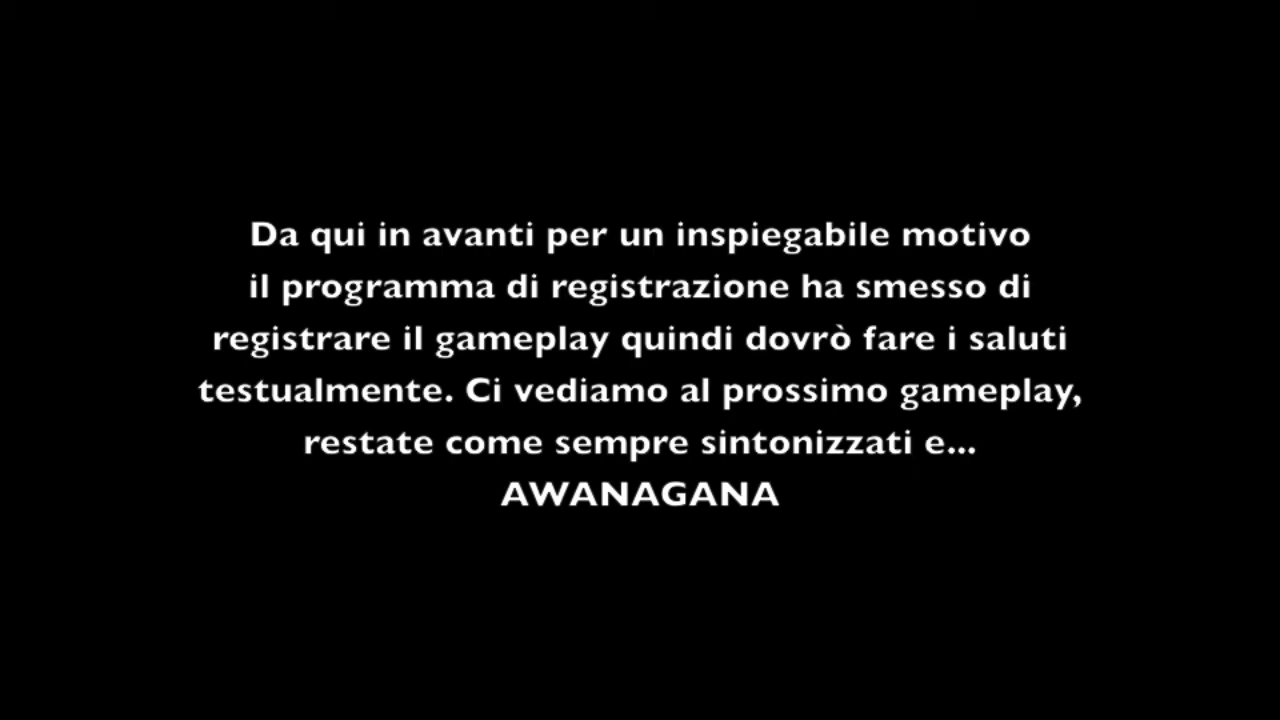 Da qui in avanti per un inspiegabile motivo
il programma di registrazione ha smesso di
registrare il gameplay quindi dovrò fare i saluti
testualmente. Ci vediamo al prossimo gameplay,
restate come sempre sintonizzati e...
AWANAGANA